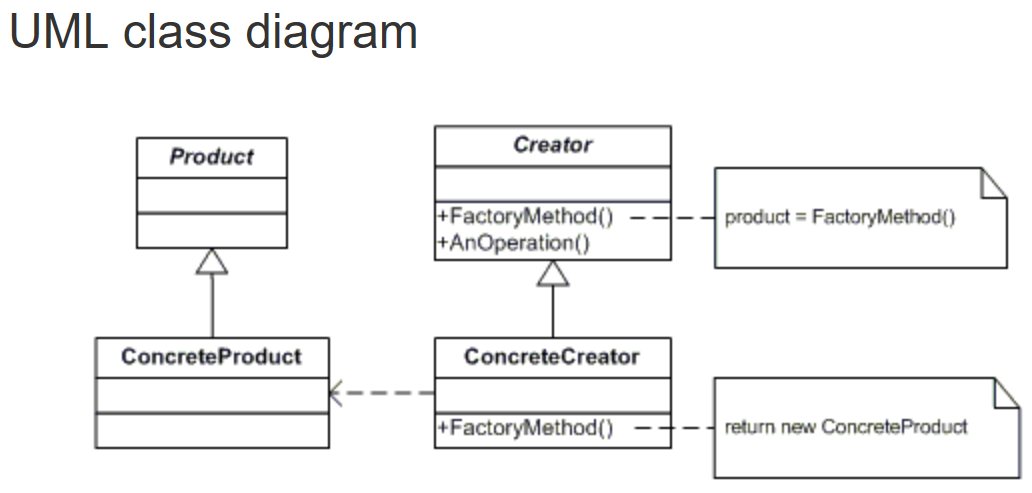 UML class diagram
Product
Creator
+FactoryMethod()
+AnOperation()
product = FactoryMethod()
ConcreteProduct
ConcreteCreator
+FactoryMethod()
return new ConcreteProduct